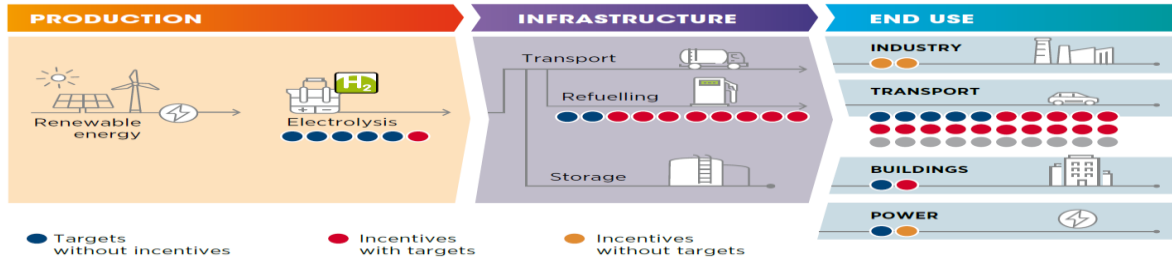 PRODUCTION
INFRASTRUCTURE
END USE
Renewable
energy
H2
Electrolysis
Transport
Refuelling
Storage
INDUSTRY
TRANSPORT
BUILDINGS
POWER
Targets
without incentives
Incentives
with targets
Incentives
without targets